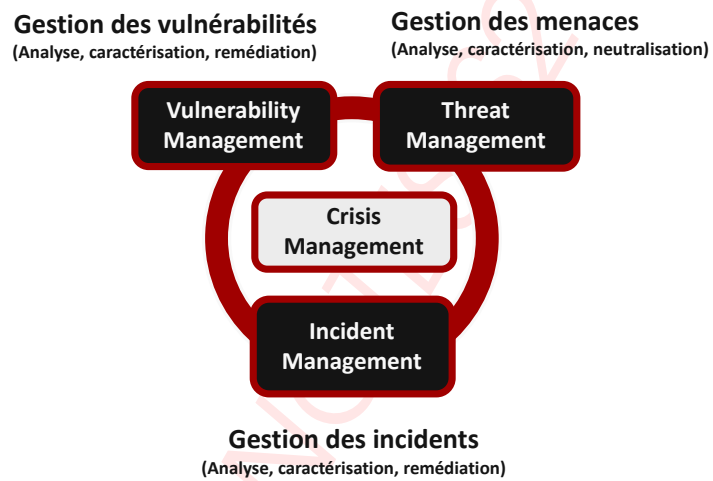 Gestion des vulnérabilités
(Analyse, caractérisation, remédiation)
Gestion des menaces
(Analyse, caractérisation, neutralisation)
Vulnerability
Management
Threat
Management
Crisis
Management
Incident
Management
Gestion des incidents
(Analyse, caractérisation, remédiation)